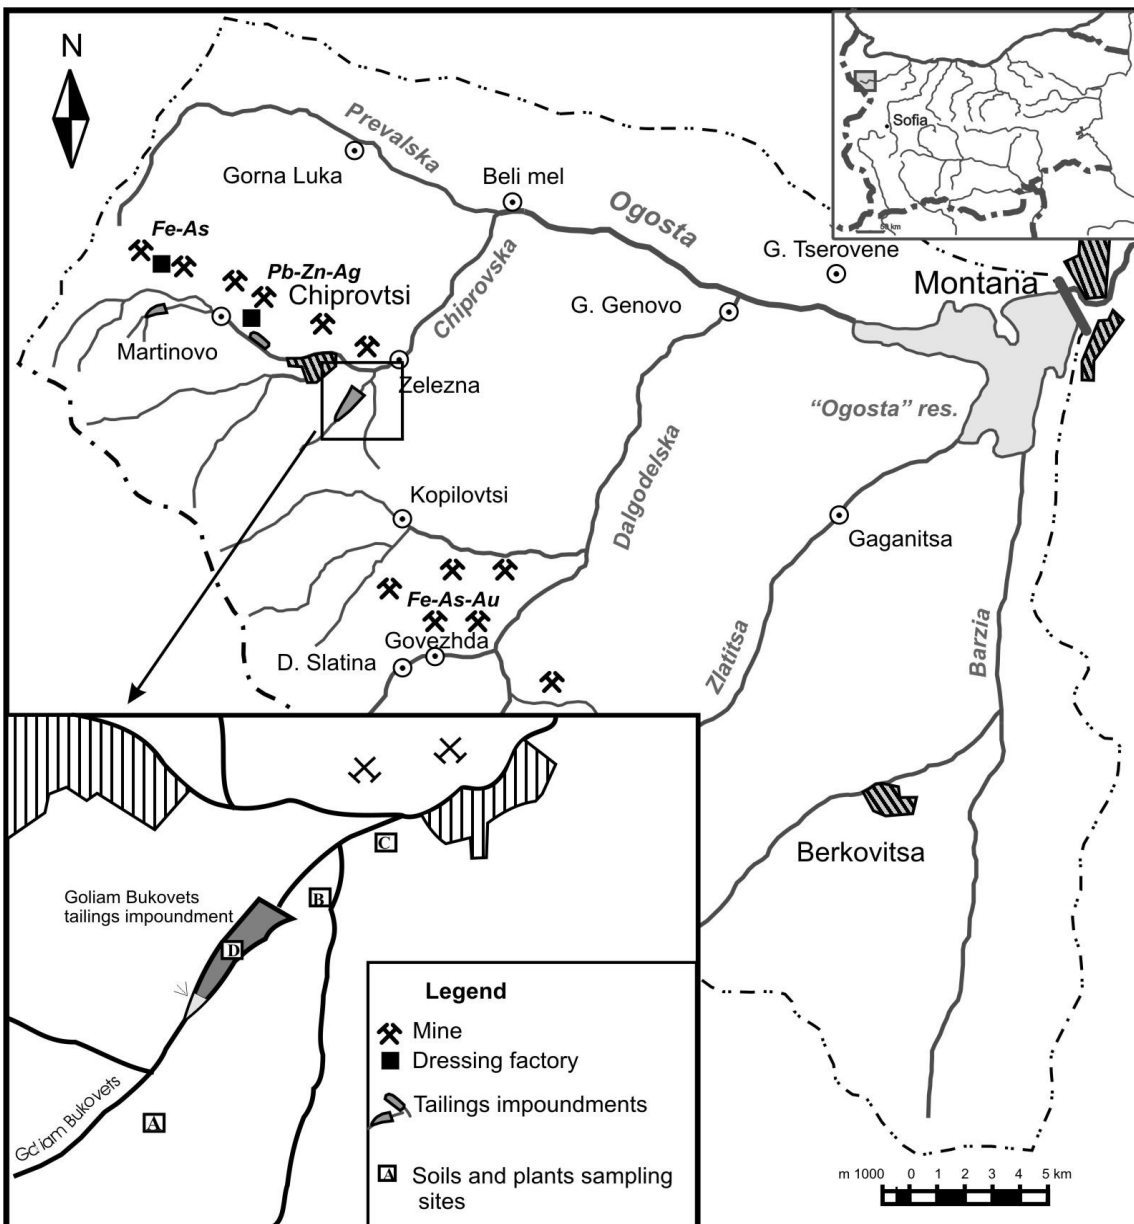 N
Sofia
50 km
Prevalska
Gorna Luka
Beli mel
Ogosta
G. Tserovene
Fe-As
Pb-Zn-Ag
Chiprovtsi
Chiprovska
Montana
G. Genovo
Martinovo
Zelezna
"Ogosta" res.
Dalgodelska
Kopilovtsi
Gaganitsa
Fe-As-Au
Govezhda
D. Slatina
Zlatitsa
Barzia
Berkovitsa
C
Goliam Bukovets
tailings impoundment
B
D
Goliam Bukovets
A
Legend
Mine
Dressing factory
Tailings impoundments
A
Soils and plants sampling
sites
m 1000 0 1 2 3 4 5 km